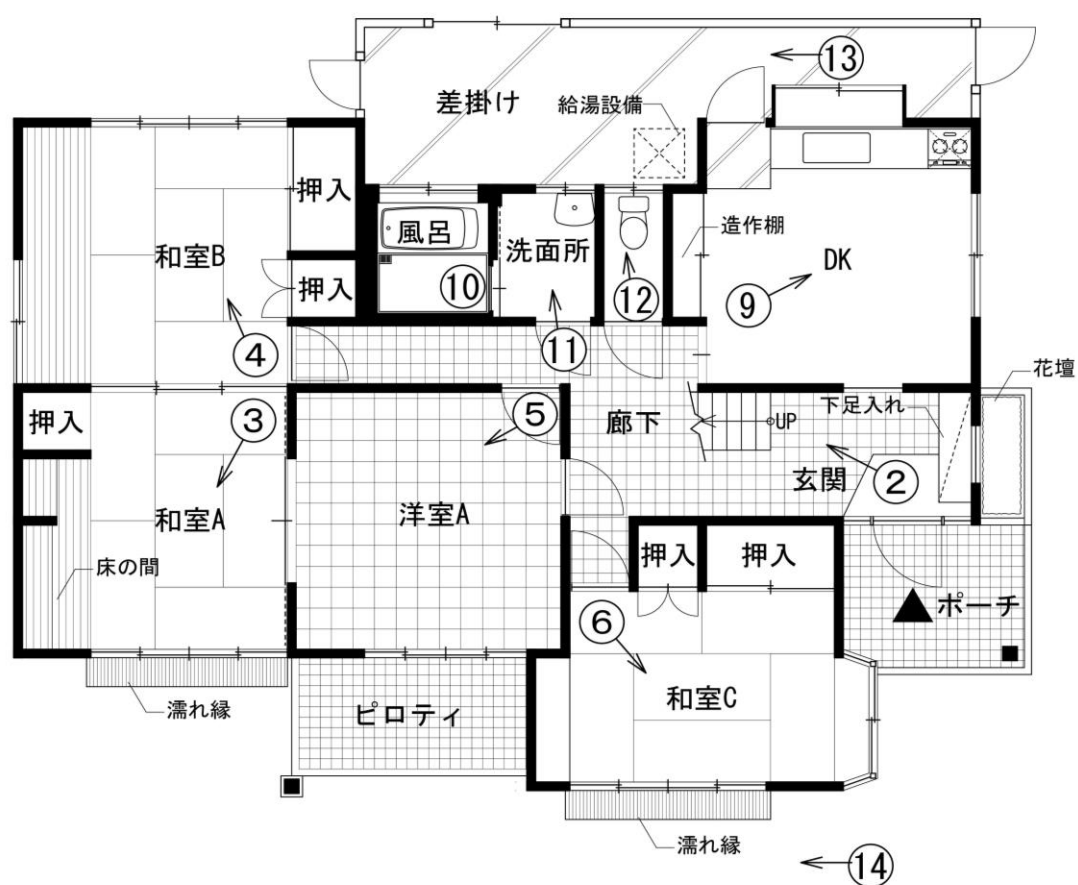 ⑬
差掛け
給湯設備
押入
風呂
洗面所
造作棚
和室B
DK
押入
⑩
⑫
⑨
④
⑪
花壇
押入
③
⑤
廊下
UP
下足入れ
②
玄関
和室A
洋室A
床の間
押入
押入
⑥
ポーチ
和室C
濡れ縁
ピロティ
濡れ縁
⑭